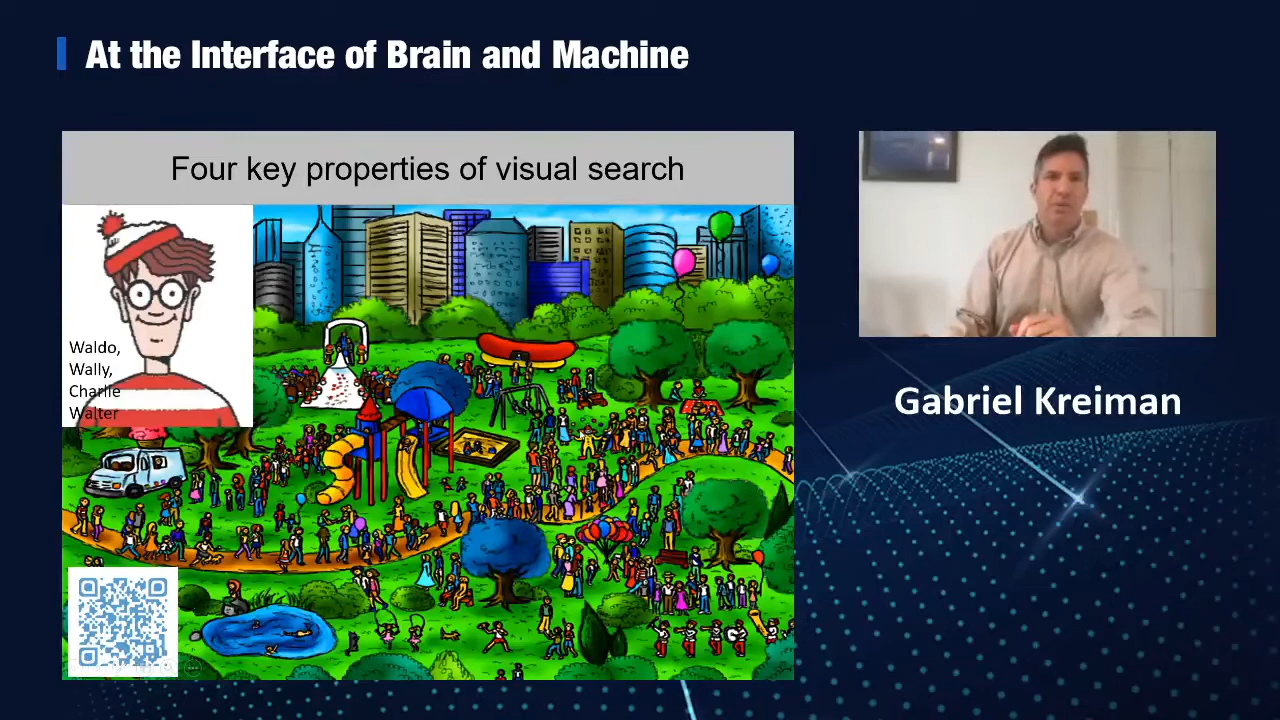 At the Interface of Brain and Machine
Four key properties of visual search
Waldo,
Wally,
Charlie
Walter
Gabriel Kreiman